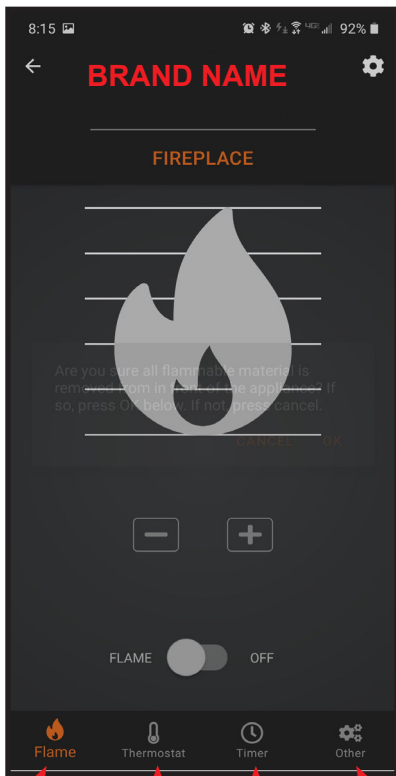 8:15 92%
BRAND NAME
FIREPLACE
Are you sure all flammable material is
removed from in front of the appliance? If
so, press OK below. If not, press cancel.
CANCEL OK
FLAME OFF
Flame Thermostat Timer Other